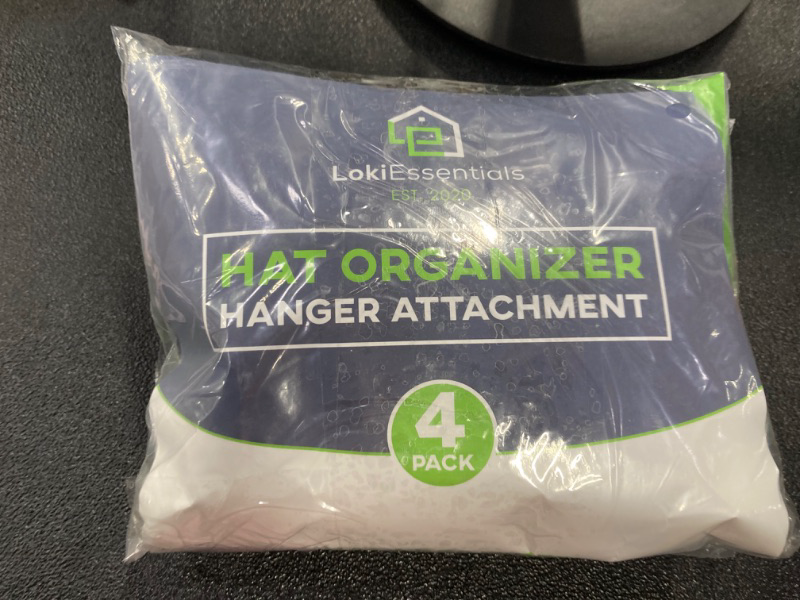 LokiEssentials
EST. 2020
HAT ORGANIZER
HANGER ATTACHMENT
4
PACK